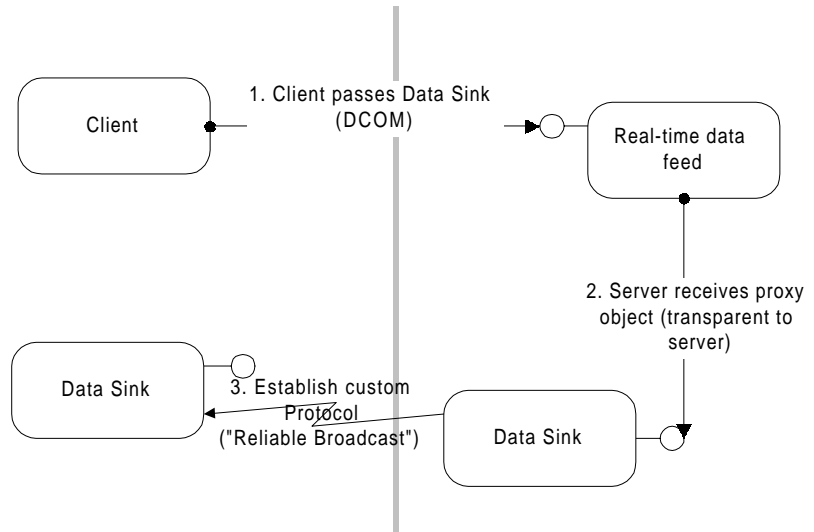 1. Client passes Data Sink
(DCOM)
Client
Real-time data
feed
2. Server receives proxy
object (transparent to
server)
Data Sink
3. Establish custom
Protocol
("Reliable Broadcast")
Data Sink